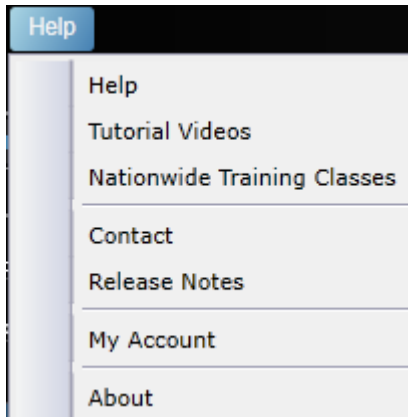 Help
Help
Tutorial Videos
Nationwide Training Classes
Contact
Release Notes
My Account
About